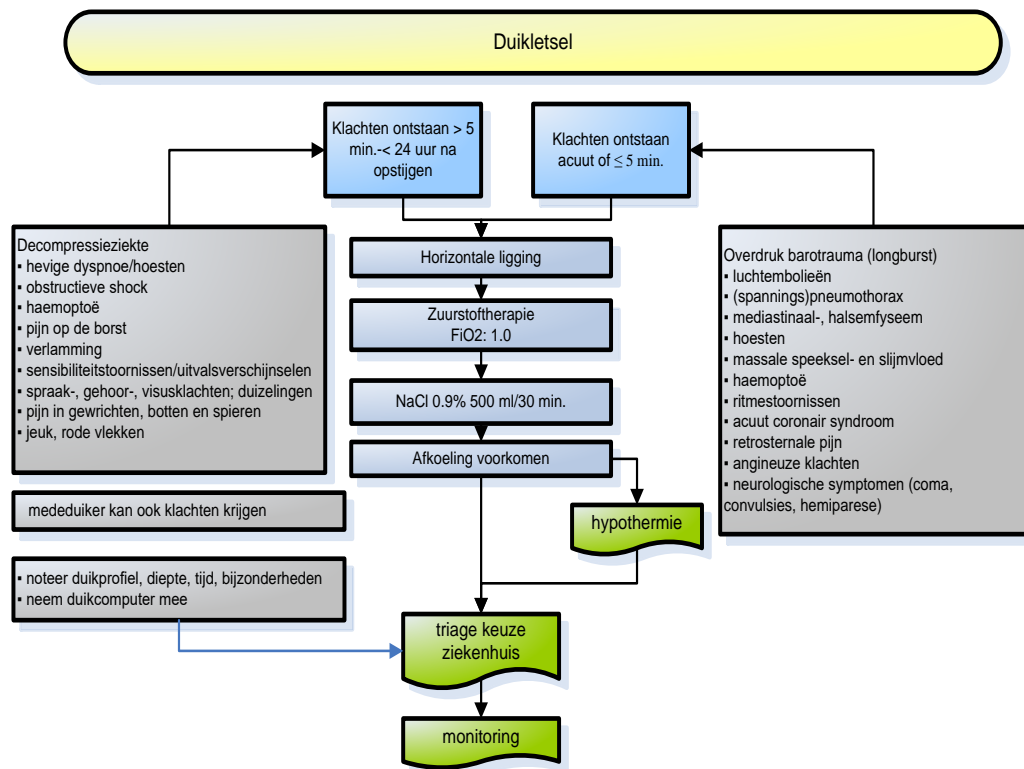 Duikletsel
Klachten ontstaan > 5
min.-< 24 uur na
opstijgen
Klachten ontstaan
acuut of ≤ 5 min.
Decompressieziekte
▪ hevige dyspnoe/hoesten
▪ obstructieve shock
▪ haemoptoë
▪ pijn op de borst
▪ verlamming
▪ sensibiliteitstoornissen/uitvalsverschijnselen
▪ spraak-, gehoor-, visusklachten; duizelingen
▪ pijn in gewrichten, botten en spieren
▪ jeuk, rode vlekken
Horizontale ligging
Zuurstoftherapie
FiO2: 1.0
NaCl 0.9% 500 ml/30 min.
Afkoeling voorkomen
Overdruk barotrauma (longburst)
▪ luchtembolieën
▪ (spannings)pneumothorax
▪ mediastinaal-, halsemfyseem
▪ hoesten
▪ massale speeksel- en slijmvloed
▪ haemoptoë
▪ ritmestoornissen
▪ acuut coronair syndroom
▪ retrosternale pijn
▪ angineuze klachten
▪ neurologische symptomen (coma,
convulsies, hemiparese)
mededuiker kan ook klachten krijgen
hypothermie
▪ noteer duikprofiel, diepte, tijd, bijzonderheden
▪ neem duikcomputer mee
triage keuze
ziekenhuis
monitoring